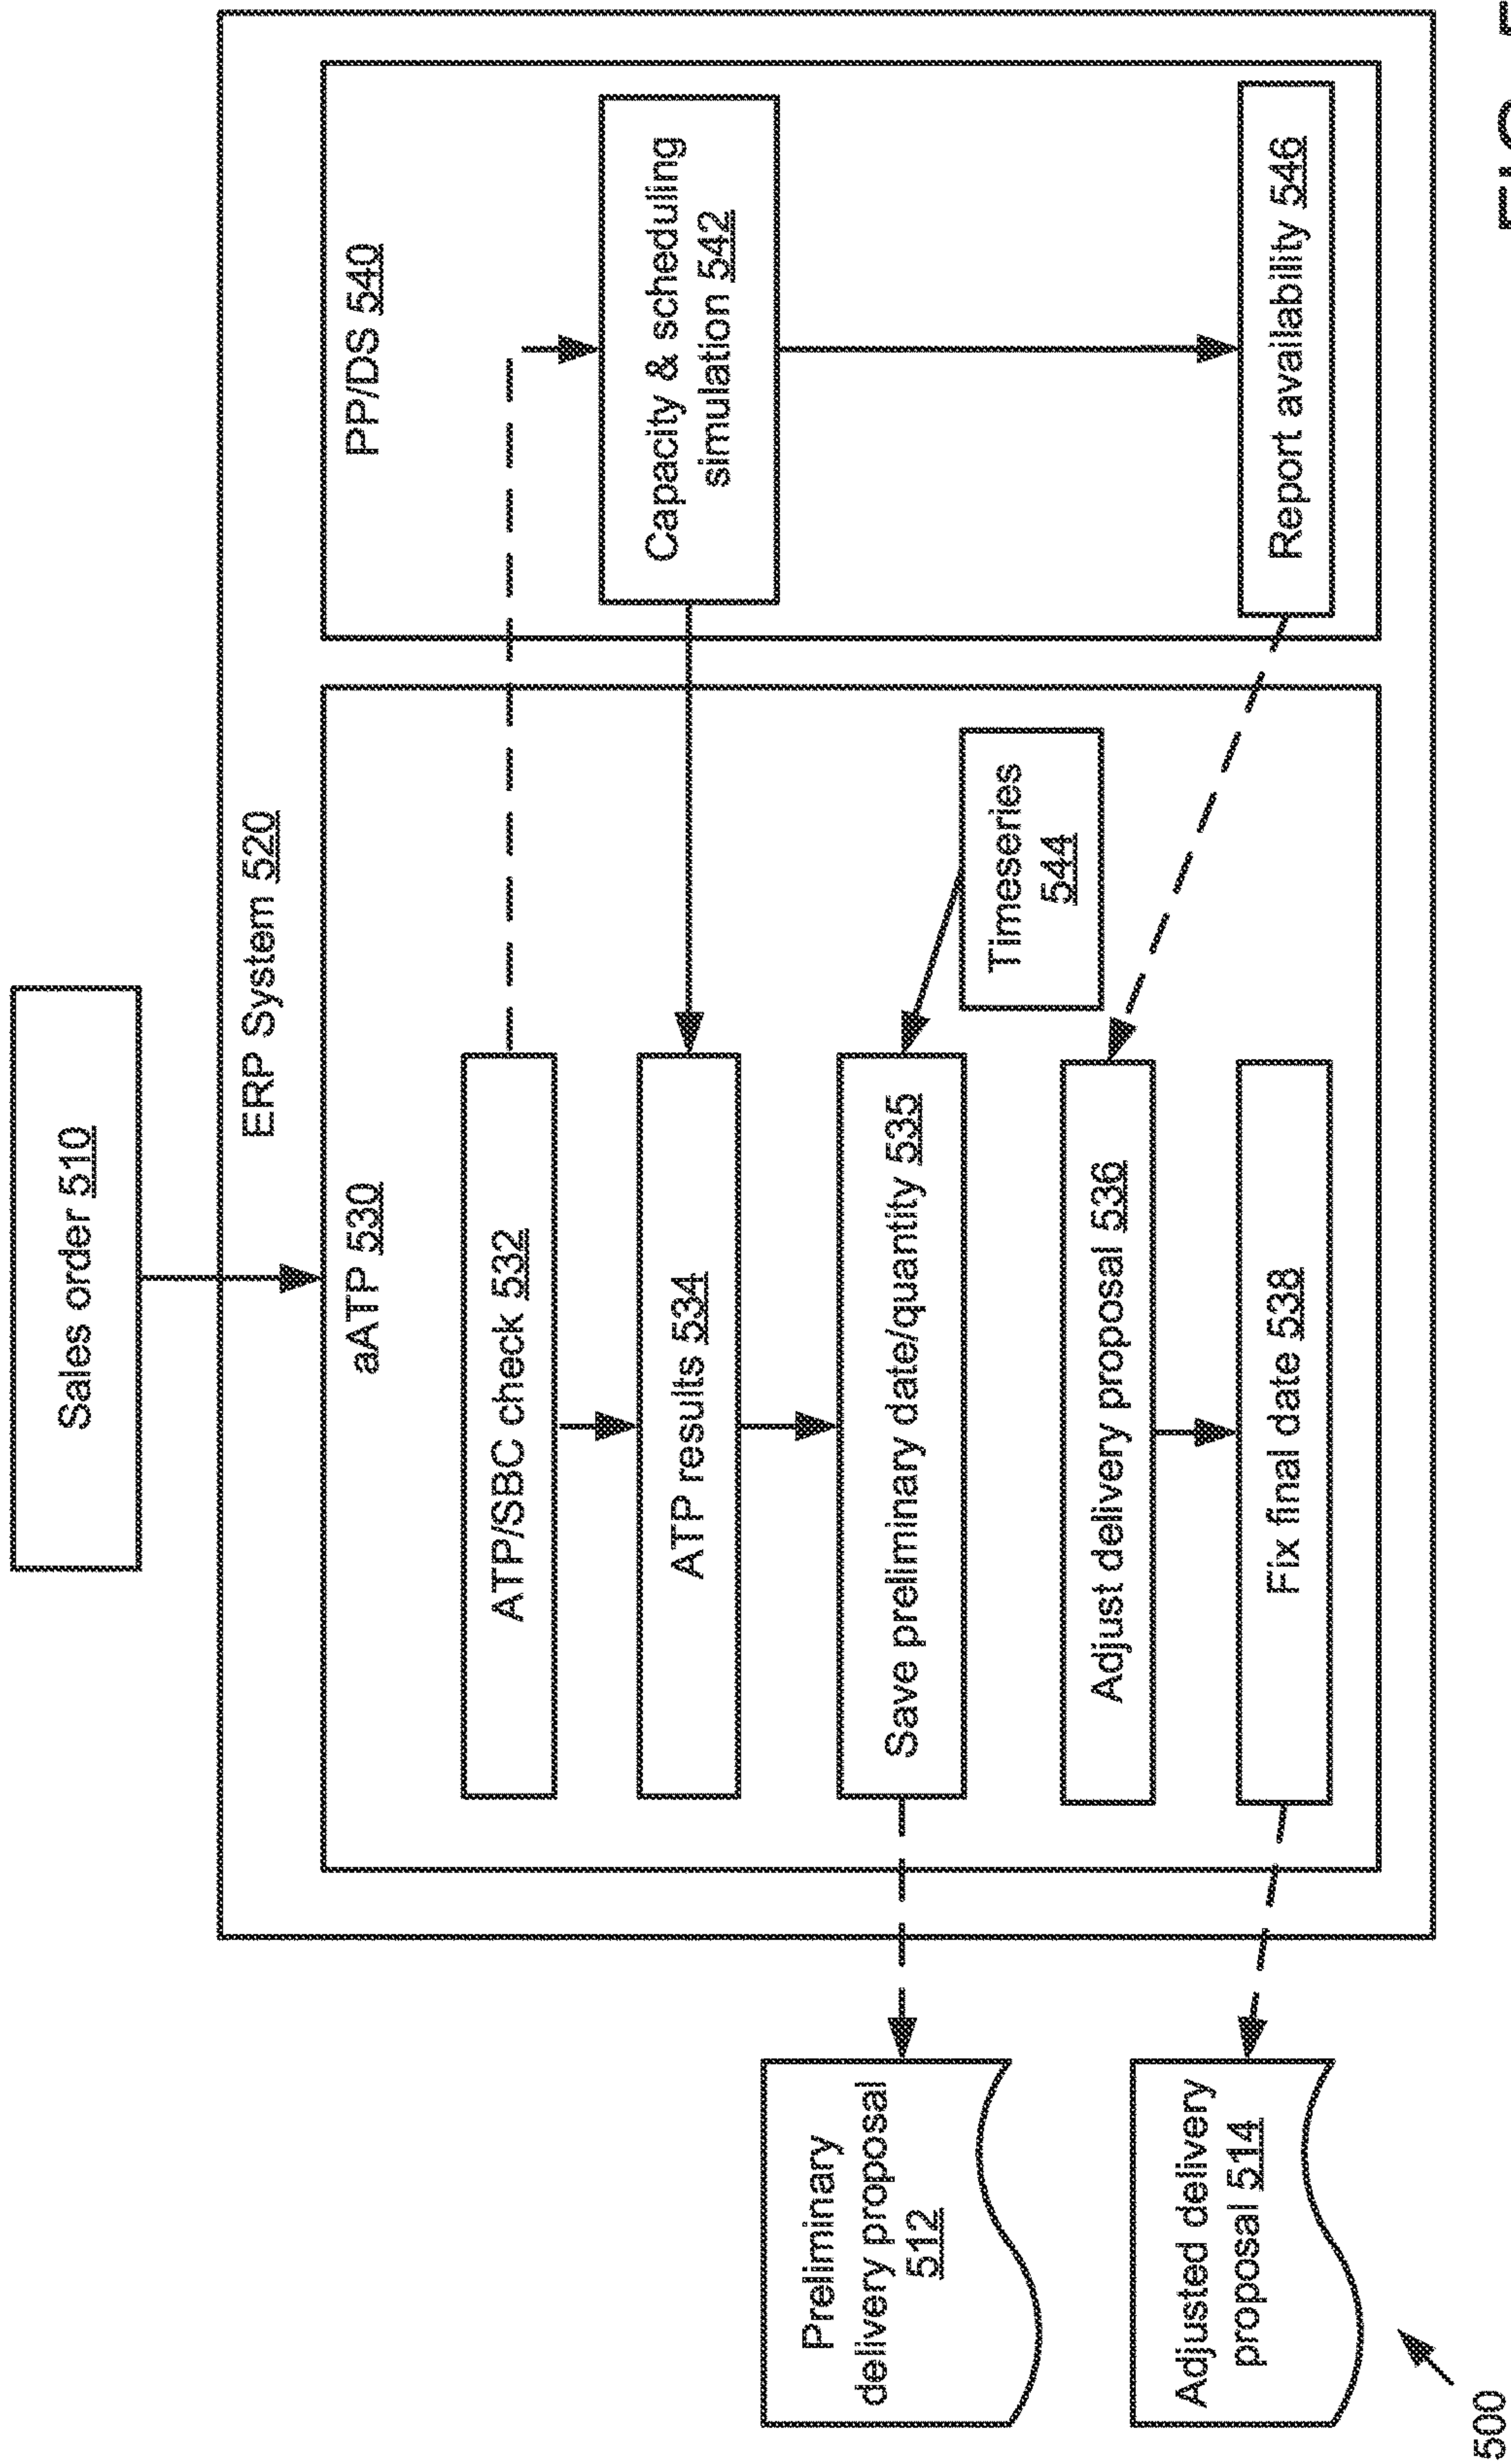 Sales order 510
ERP System 520
aATP 530
PP/DS 540
ATP/SBC check 532
Capacity & scheduling
simulation 542
ATP results 534
Preliminary
delivery proposal
512
Save preliminary date/quantity 535
Timeseries
544
Adjusted delivery
proposal 514
Adjust delivery proposal 536
Fix final date 538
Report availability 546
500